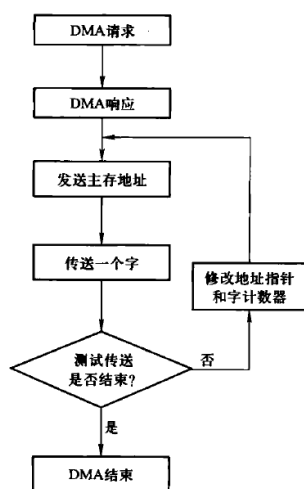 DMA请求
DMA响应
发送主存地址
传送一个字
修改地址指针
和字计数器
测试传送
是否结束?
否
是
DMA结束